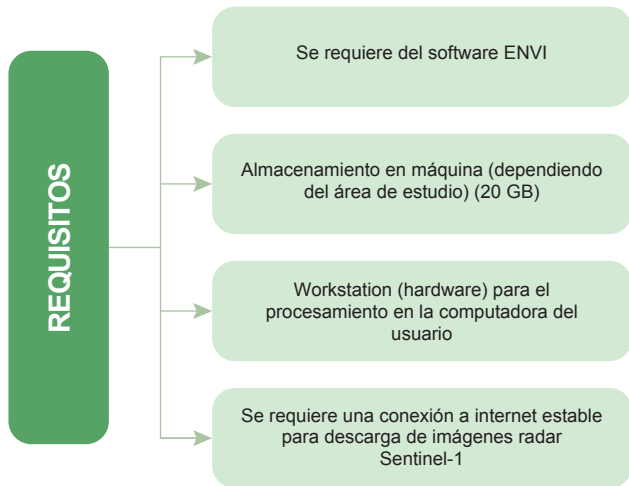 REQUISITOS
Se requiere del software ENVI
Almacenamiento en máquina (dependiendo
del área de estudio) (20 GB)
Workstation (hardware) para el
procesamiento en la computadora del
usuario
Se requiere una conexión a internet estable
para descarga de imágenes radar
Sentinel-1